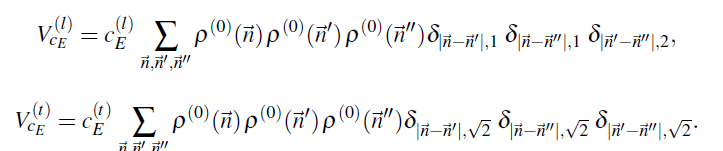 V_{c_E}^{(l)} = c_E^{(l)} \sum_{\vec{n},\vec{n}',\vec{n}''} \rho^{(0)}(\vec{n}) \rho^{(0)}(\vec{n}') \rho^{(0)}(\vec{n}'') \delta_{|\vec{n}-\vec{n}'|,1} \delta_{|\vec{n}-\vec{n}''|,1} \delta_{|\vec{n}'-\vec{n}''|,2},
V_{c_E}^{(t)} = c_E^{(t)} \sum_{\vec{n},\vec{n}',\vec{n}''} \rho^{(0)}(\vec{n}) \rho^{(0)}(\vec{n}') \rho^{(0)}(\vec{n}'') \delta_{|\vec{n}-\vec{n}'|,\sqrt{2}} \delta_{|\vec{n}-\vec{n}''|,\sqrt{2}} \delta_{|\vec{n}'-\vec{n}''|,\sqrt{2}}.